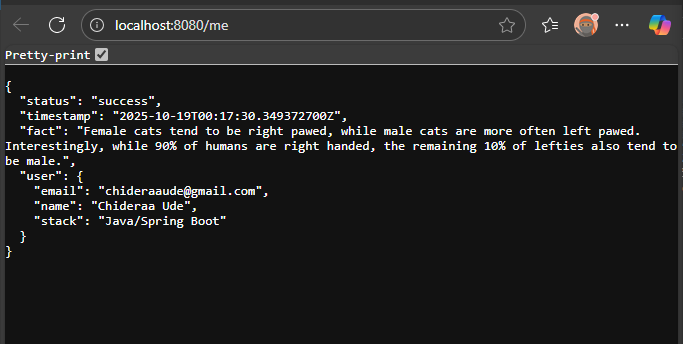 localhost:8080/me
Pretty-print
{
  "status": "success",
  "timestamp": "2025-10-19T00:17:30.349372700Z",
  "fact": "Female cats tend to be right pawed, while male cats are more often left pawed.
Interestingly, while 90% of humans are right handed, the remaining 10% of lefties also tend to
be male.",
  "user": {
    "email": "chideraaude@gmail.com",
    "name": "Chideraa Ude",
    "stack": "Java/Spring Boot"
  }
}